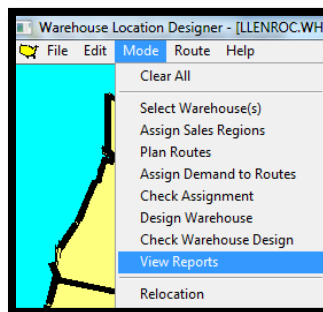 Warehouse Location Designer - [LLENROC.WH
File Edit Mode Route Help
Clear All
Select Warehouse(s)
Assign Sales Regions
Plan Routes
Assign Demand to Routes
Check Assignment
Design Warehouse
Check Warehouse Design
View Reports
Relocation